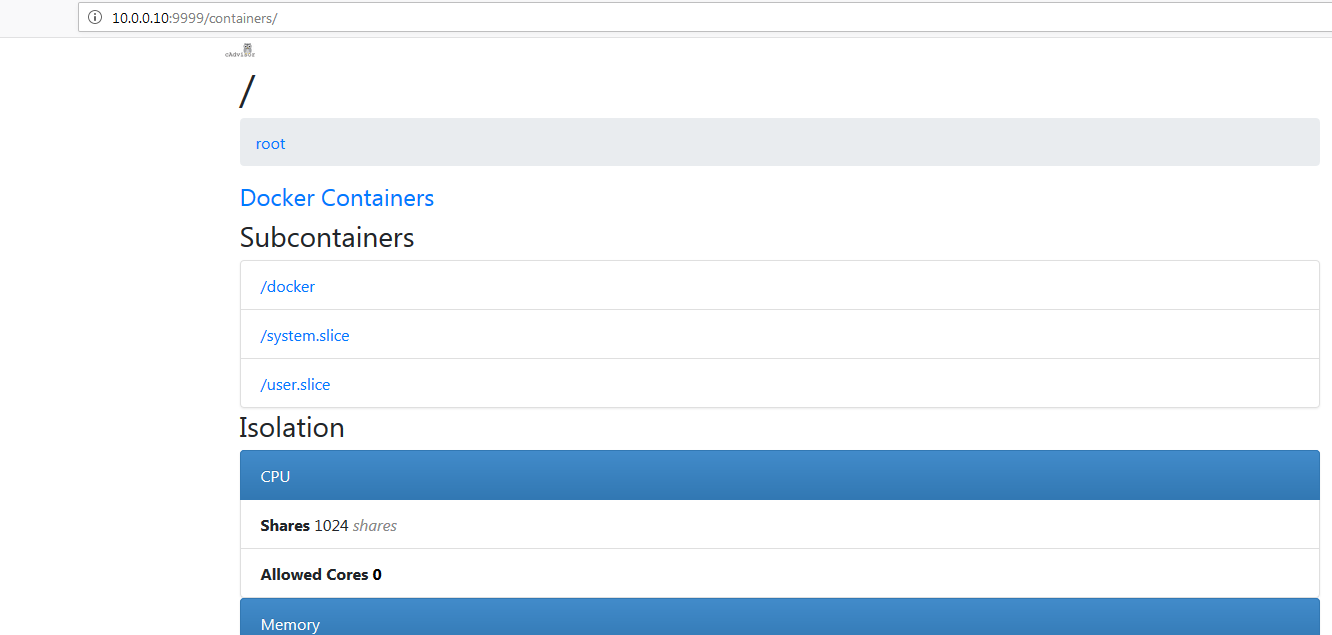 10.0.0.10:9999/containers/
cAdvisor
/
root
Docker Containers
Subcontainers
/docker
/system.slice
/user.slice
Isolation
CPU
Shares 1024 shares
Allowed Cores 0
Memory